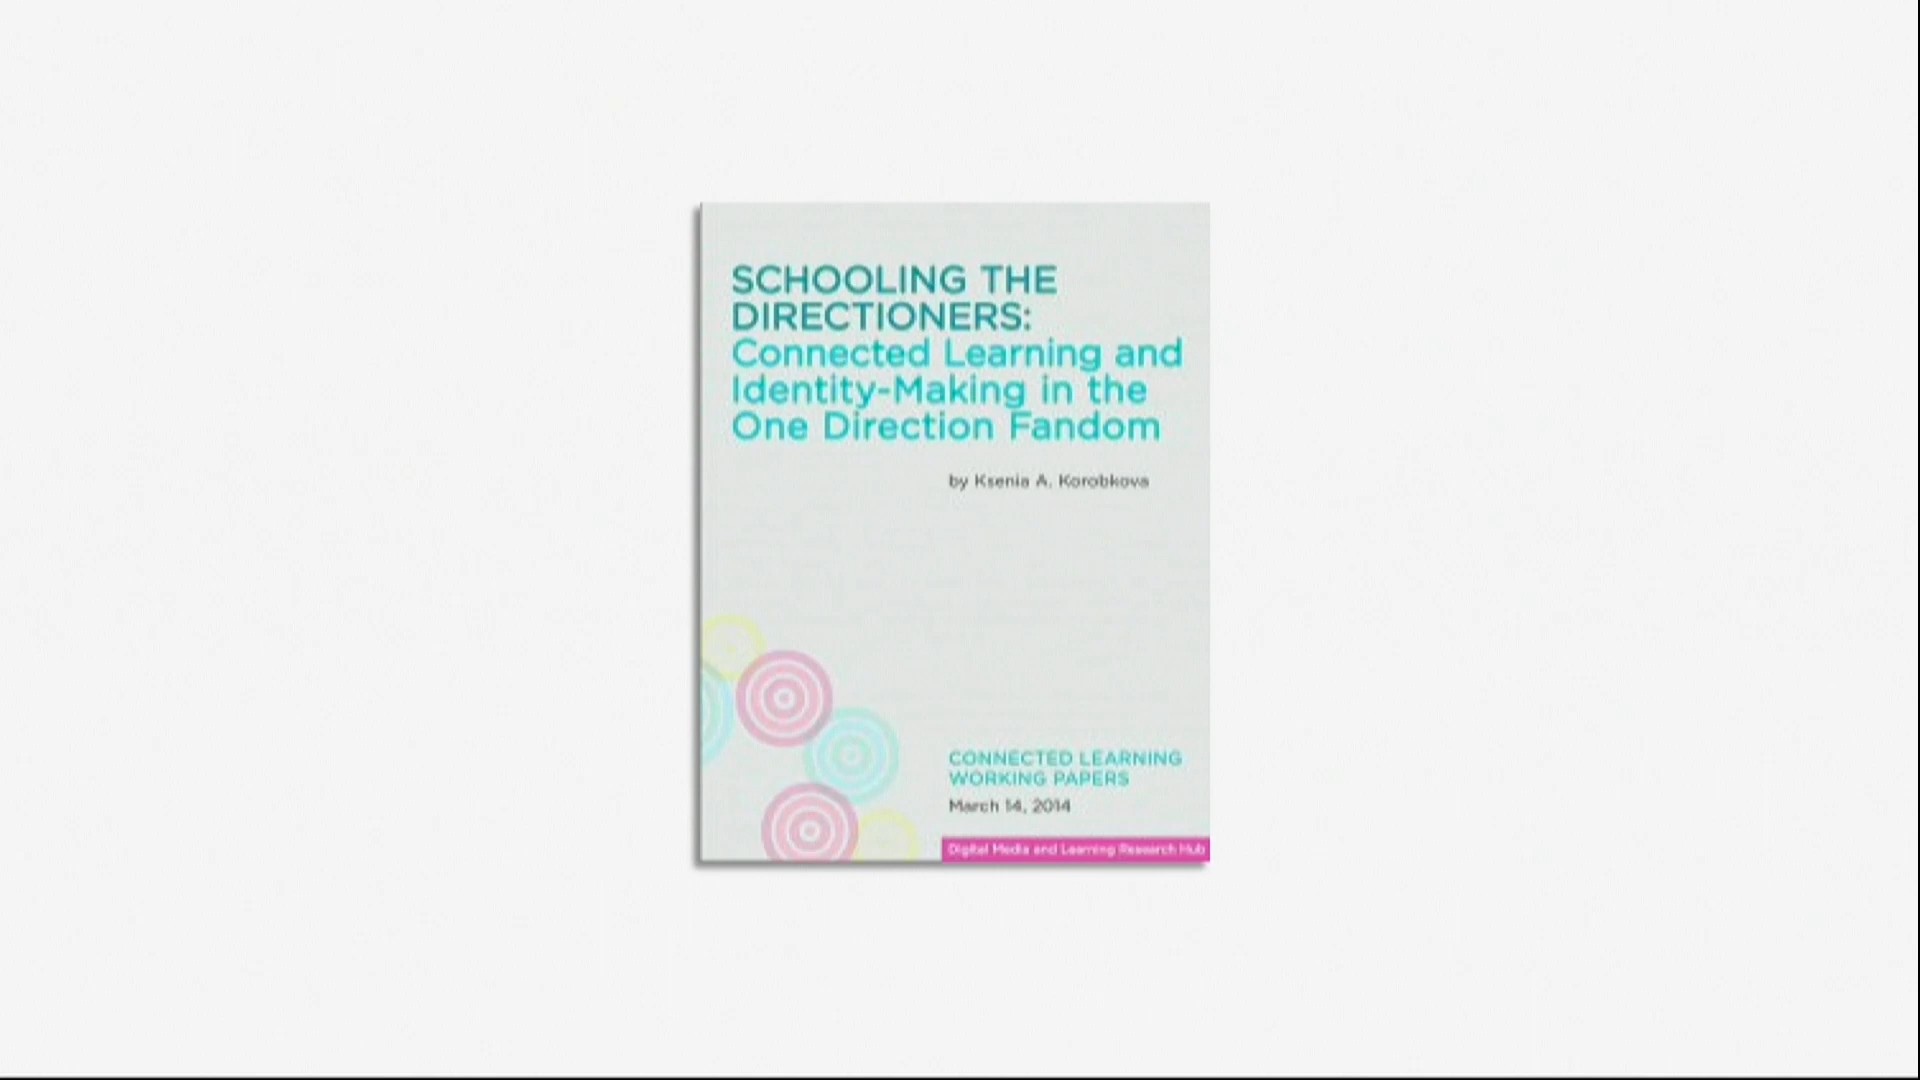 SCHOOLING THE
DIRECTIONERS:
Connected Learning and
Identity-Making in the
One Direction Fandom
by Ksenia A. Korobkova
CONNECTED LEARNING
WORKING PAPERS
March 14, 2014
Digital Media and Learning Research Hub